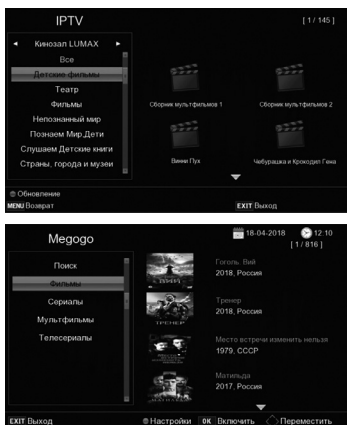 IPTV
[ 1 / 145 ]
Кинозал LUMAX
Все
Детские фильмы
Театр
Фильмы
Непознанный мир
Познаем Мир.Дети
Слушаем Детские книги
Страны, города и музеи
Сборник мультфильмов 1
Сборник мультфильмов 2
Винни Пух
Чебурашка и Крокодил Гена
Обновление
MENU Возврат
EXIT Выход
Megogo
18-04-2018
12:10
[ 1 / 816 ]
Поиск
Фильмы
Сериалы
Мультфильмы
Телесериалы
ВИЙ
Гоголь. Вий
2018, Россия
ТРЕНЕР
Тренер
2018, Россия
Место встречи изменить нельзя
1979, СССР
Матильда
2017, Россия
EXIT Выход
Настройки
OK Включить
Переместить